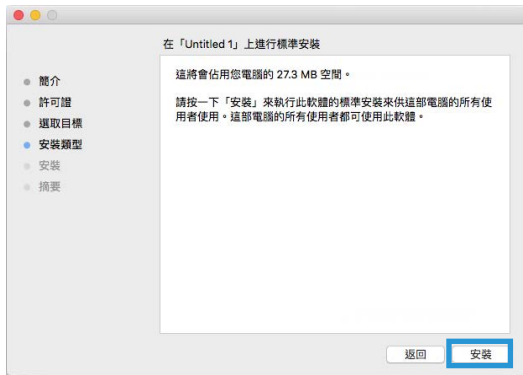 在「Untitled 1」上進行標準安裝
簡介
許可證
選取目標
安裝類型
安裝
摘要
這將會佔用您電腦的 27.3 MB 空間。
請按一下「安裝」來執行此軟體的標準安裝來供這部電腦的所有使
用者使用。這部電腦的所有使用者都可使用此軟體。
返回
安裝